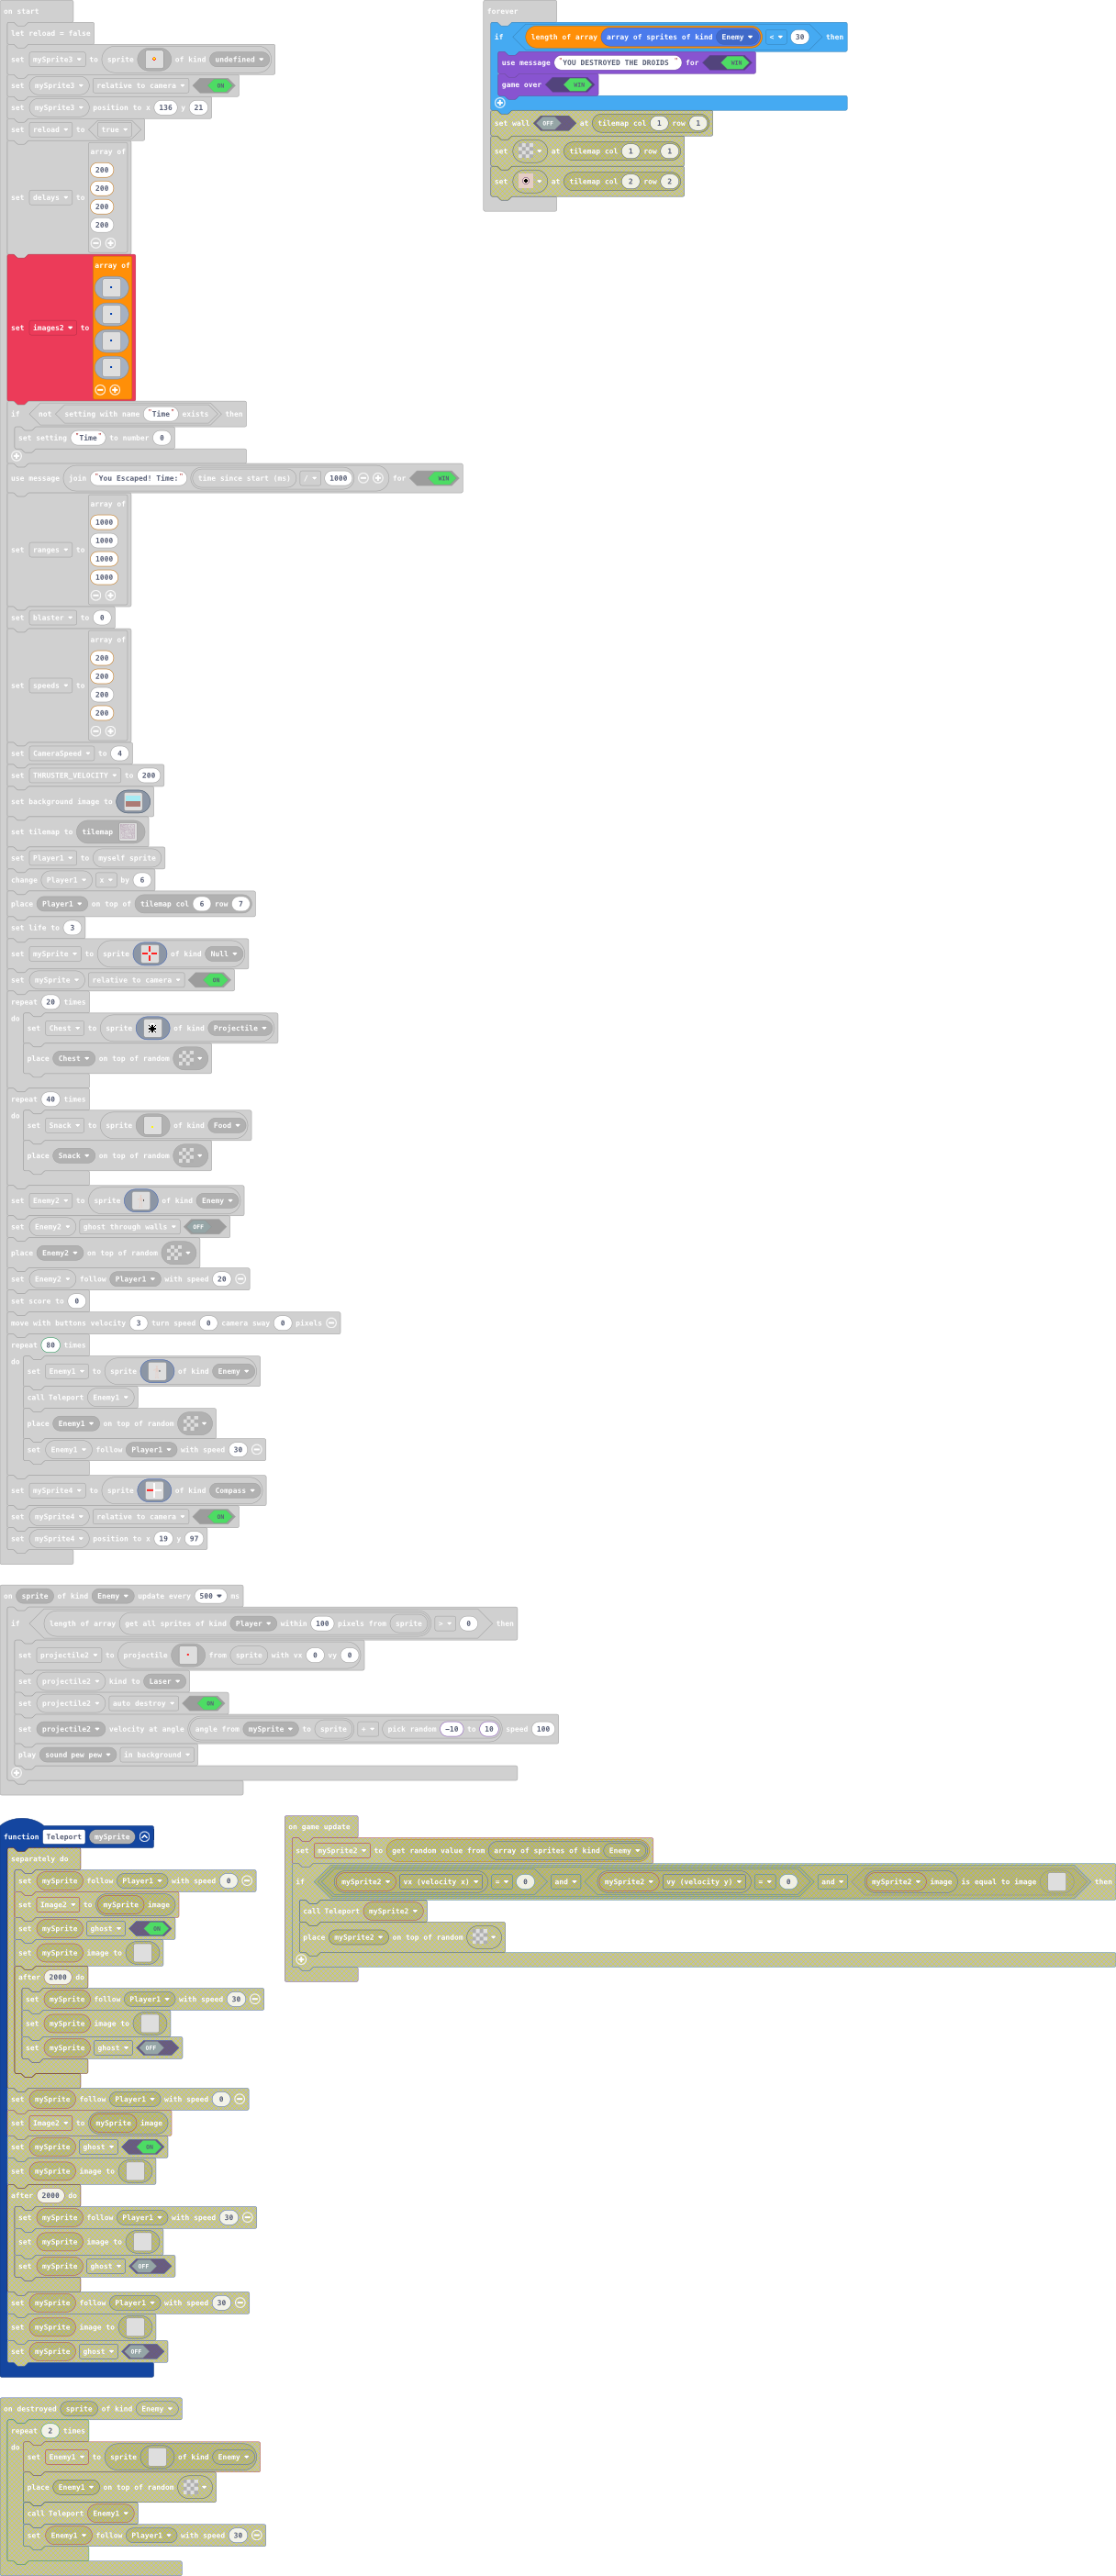 on start
let reload = false
set mySprite3 to sprite of kind undefined
set mySprite3 relative to camera ON
set mySprite3 position to x 136 y 21
set reload to true
set delays to array of
200
200
200
200
set images2 to array of
if not setting with name "Time" exists then
set setting "Time" to number 0
use message join "You Escaped! Time:" time since start (ms) / 1000 for WIN
set ranges to array of
1000
1000
1000
1000
set blaster to 0
set speeds to array of
200
200
200
200
set CameraSpeed to 4
set THRUSTER_VELOCITY to 200
set background image to
set tilemap to tilemap
set Player1 to myself sprite
change Player1 x by 6
place Player1 on top of tilemap col 6 row 7
set life to 3
set mySprite to sprite of kind Null
set mySprite relative to camera ON
repeat 20 times
do
set Chest to sprite of kind Projectile
place Chest on top of random
repeat 40 times
do
set Snack to sprite of kind Food
place Snack on top of random
set Enemy2 to sprite of kind Enemy
set Enemy2 ghost through walls OFF
place Enemy2 on top of random
set Enemy2 follow Player1 with speed 20
set score to 0
move with buttons velocity 3 turn speed 0 camera sway 0 pixels
repeat 80 times
do
set Enemy1 to sprite of kind Enemy
call Teleport Enemy1
place Enemy1 on top of random
set Enemy1 follow Player1 with speed 30
set mySprite4 to sprite of kind Compass
set mySprite4 relative to camera ON
set mySprite4 position to x 19 y 97
forever
if length of array array of sprites of kind Enemy < 30 then
use message "YOU DESTROYED THE DROIDS " for WIN
game over WIN
set wall OFF at tilemap col 1 row 1
set at tilemap col 1 row 1
set at tilemap col 2 row 2
on sprite of kind Enemy update every 500 ms
if length of array get all sprites of kind Player within 100 pixels from sprite > 0 then
set projectile2 to projectile from sprite with vx 0 vy 0
set projectile2 kind to Laser
set projectile2 auto destroy ON
set projectile2 velocity at angle angle from mySprite to sprite + pick random -10 to 10 speed 100
play sound pew pew in background
function Teleport mySprite
separately do
set mySprite follow Player1 with speed 0
set Image2 to mySprite image
set mySprite ghost ON
set mySprite image to
after 2000 do
set mySprite follow Player1 with speed 30
set mySprite image to
set mySprite ghost OFF
set mySprite follow Player1 with speed 0
set Image2 to mySprite image
set mySprite ghost ON
set mySprite image to
after 2000 do
set mySprite follow Player1 with speed 30
set mySprite image to
set mySprite ghost OFF
set mySprite follow Player1 with speed 30
set mySprite image to
set mySprite ghost OFF
on game update
set mySprite2 to get random value from array of sprites of kind Enemy
if mySprite2 vx (velocity x) = 0 and mySprite2 vy (velocity y) = 0 and mySprite2 image is equal to image then
call Teleport mySprite2
place mySprite2 on top of random
on destroyed sprite of kind Enemy
repeat 2 times
do
set Enemy1 to sprite of kind Enemy
place Enemy1 on top of random
call Teleport Enemy1
set Enemy1 follow Player1 with speed 30